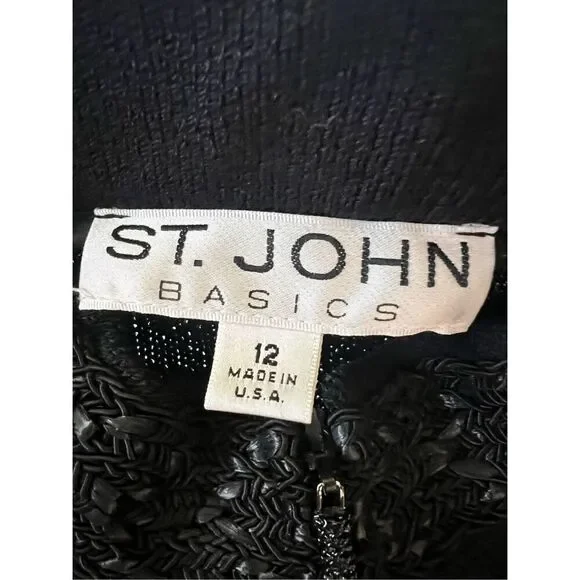 ST. JOHN
BASICS
12
MADE IN
U.S.A.